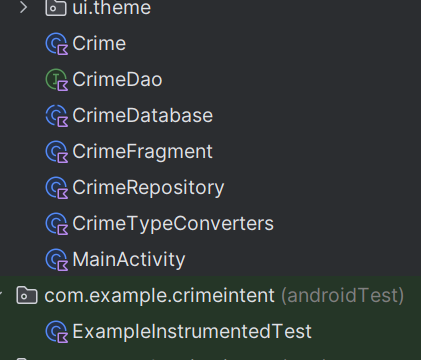 ui.theme
Crime
CrimeDao
CrimeDatabase
CrimeFragment
CrimeRepository
CrimeTypeConverters
MainActivity
com.example.crimeintent (androidTest)
ExampleInstrumentedTest